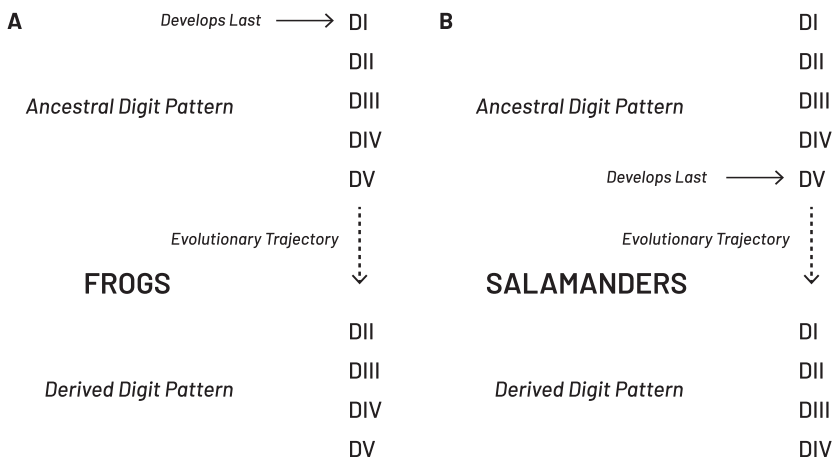 A
Develops Last
DI
DII
Ancestral Digit Pattern
DIII
DIV
DV
Evolutionary Trajectory
FROGS
DII
DIII
Derived Digit Pattern
DIV
DV
B
DI
DII
Ancestral Digit Pattern
DIII
DIV
Develops Last
DV
Evolutionary Trajectory
SALAMANDERS
DI
DII
Derived Digit Pattern
DIII
DIV